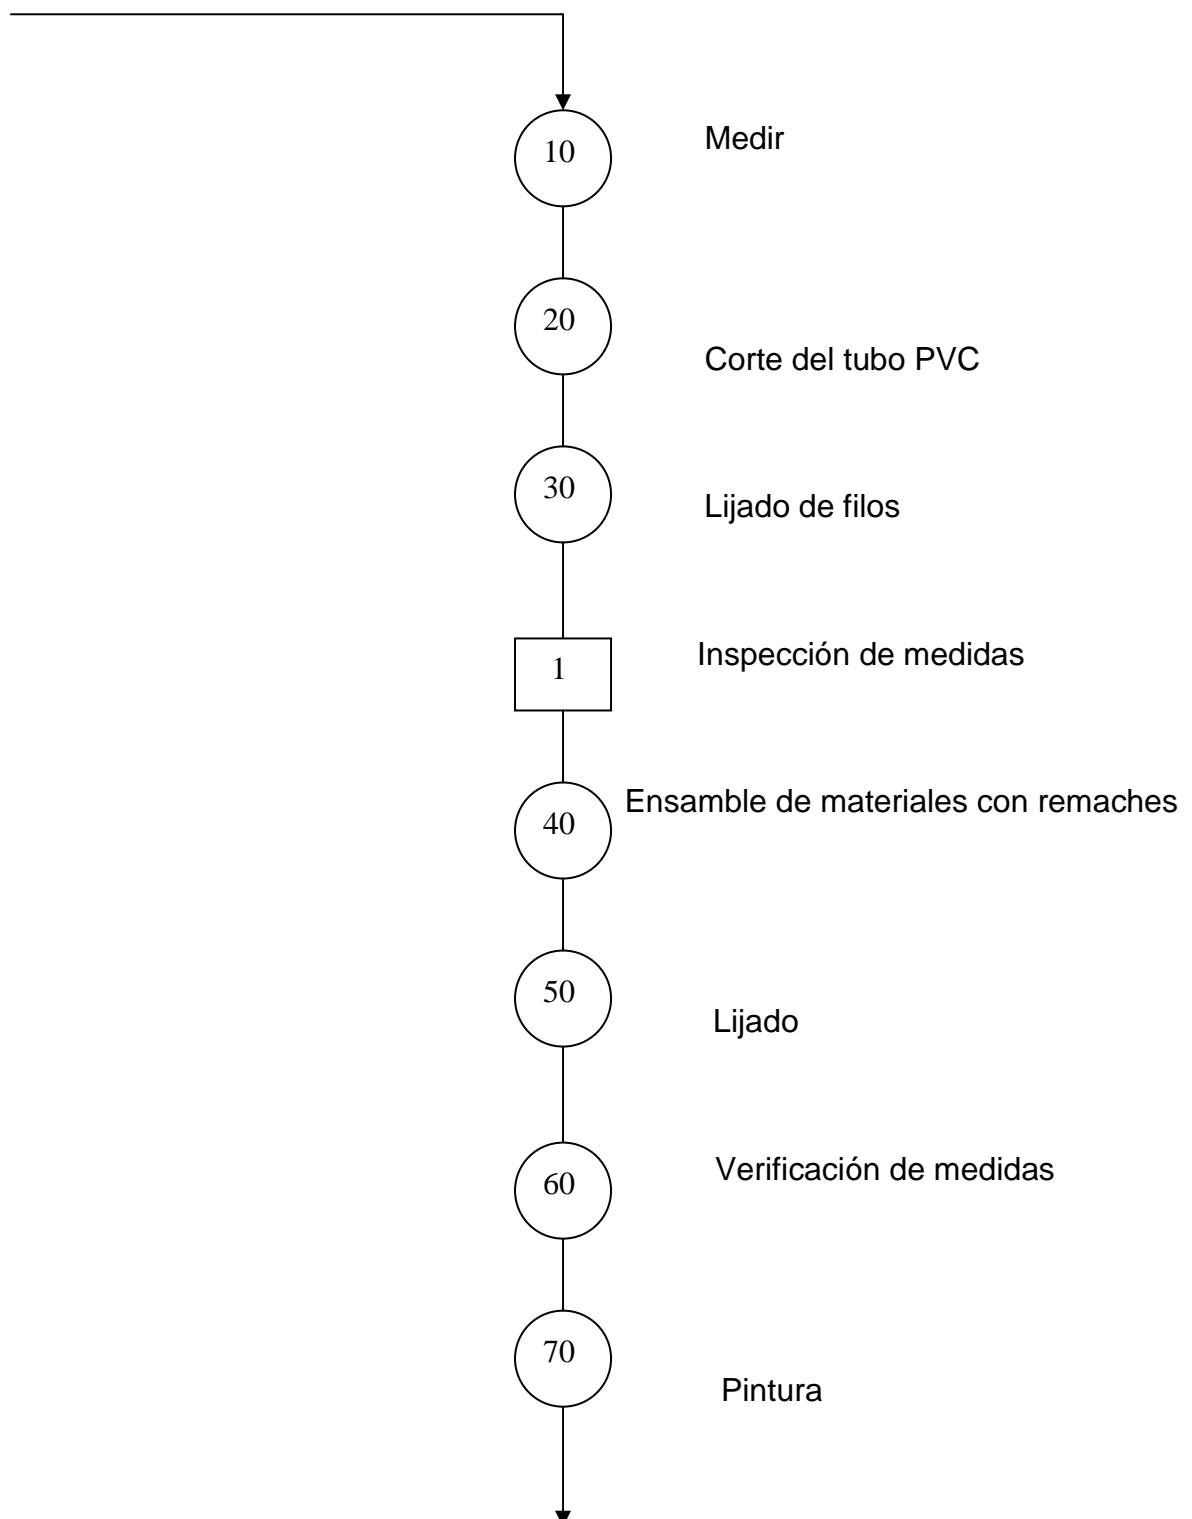 10
Medir
20
Corte del tubo PVC
30
Lijado de filos
1
Inspección de medidas
40
Ensamble de materiales con remaches
50
Lijado
60
Verificación de medidas
70
Pintura